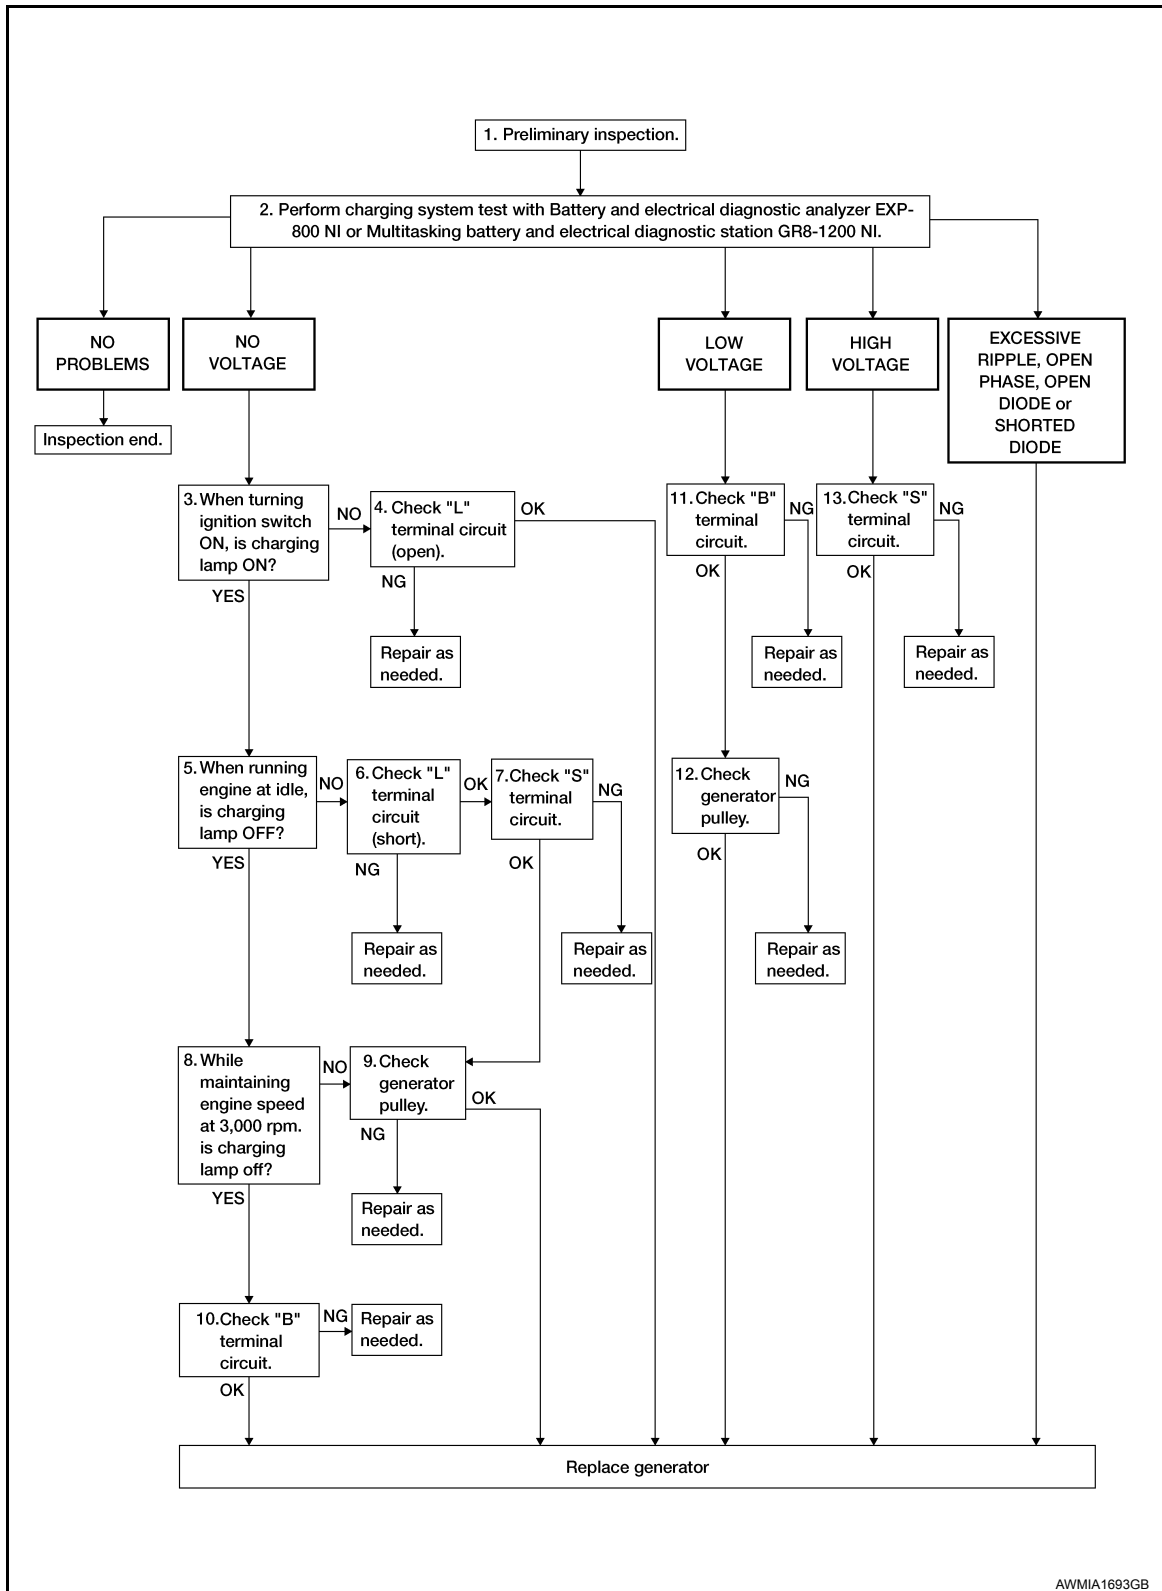 1. Preliminary inspection.
2. Perform charging system test with Battery and electrical diagnostic analyzer EXP-
800 NI or Multitasking battery and electrical diagnostic station GR8-1200 NI.
NO
PROBLEMS
NO
VOLTAGE
LOW
VOLTAGE
HIGH
VOLTAGE
EXCESSIVE
RIPPLE, OPEN
PHASE, OPEN
DIODE or
SHORTED
DIODE
Inspection end.
3. When turning
ignition switch
ON, is charging
lamp ON?
NO
YES
4. Check "L"
terminal circuit
(open).
OK
NG
Repair as
needed.
11. Check "B"
terminal
circuit.
NG
OK
Repair as
needed.
13. Check "S"
terminal
circuit.
NG
OK
Repair as
needed.
5. When running
engine at idle,
is charging
lamp OFF?
NO
YES
6. Check "L"
terminal
circuit
(short).
OK
NG
Repair as
needed.
7. Check "S"
terminal
circuit.
NG
OK
Repair as
needed.
12. Check
generator
pulley.
NG
OK
Repair as
needed.
8. While
maintaining
engine speed
at 3,000 rpm.
is charging
lamp off?
NO
YES
9. Check
generator
pulley.
OK
NG
Repair as
needed.
10. Check "B"
terminal
circuit.
NG
OK
Repair as
needed.
Replace generator
AWMIA1693GB